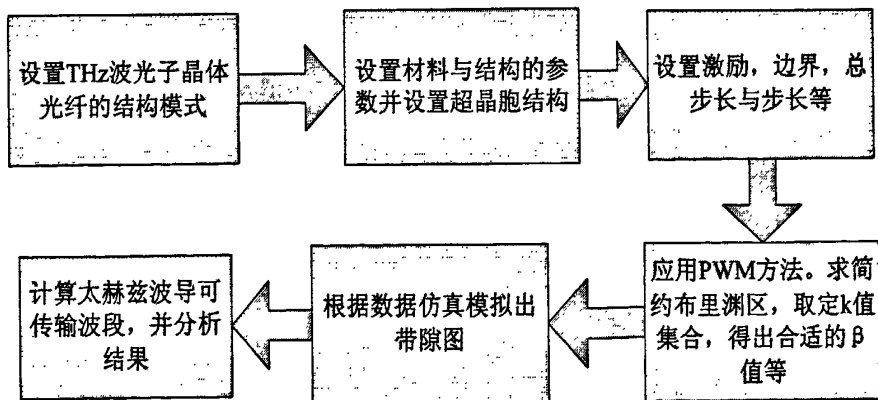 设置THz波光子晶体
光纤的结构模式
设置材料与结构的参
数并设置超晶胞结构
设置激励，边界，总
步长与步长等
应用PWM方法。求简
约布里渊区，取定k值
集合，得出合适的β
值等
根据数据仿真模拟出
带隙图
计算太赫兹波导可
传输波段，并分析
结果